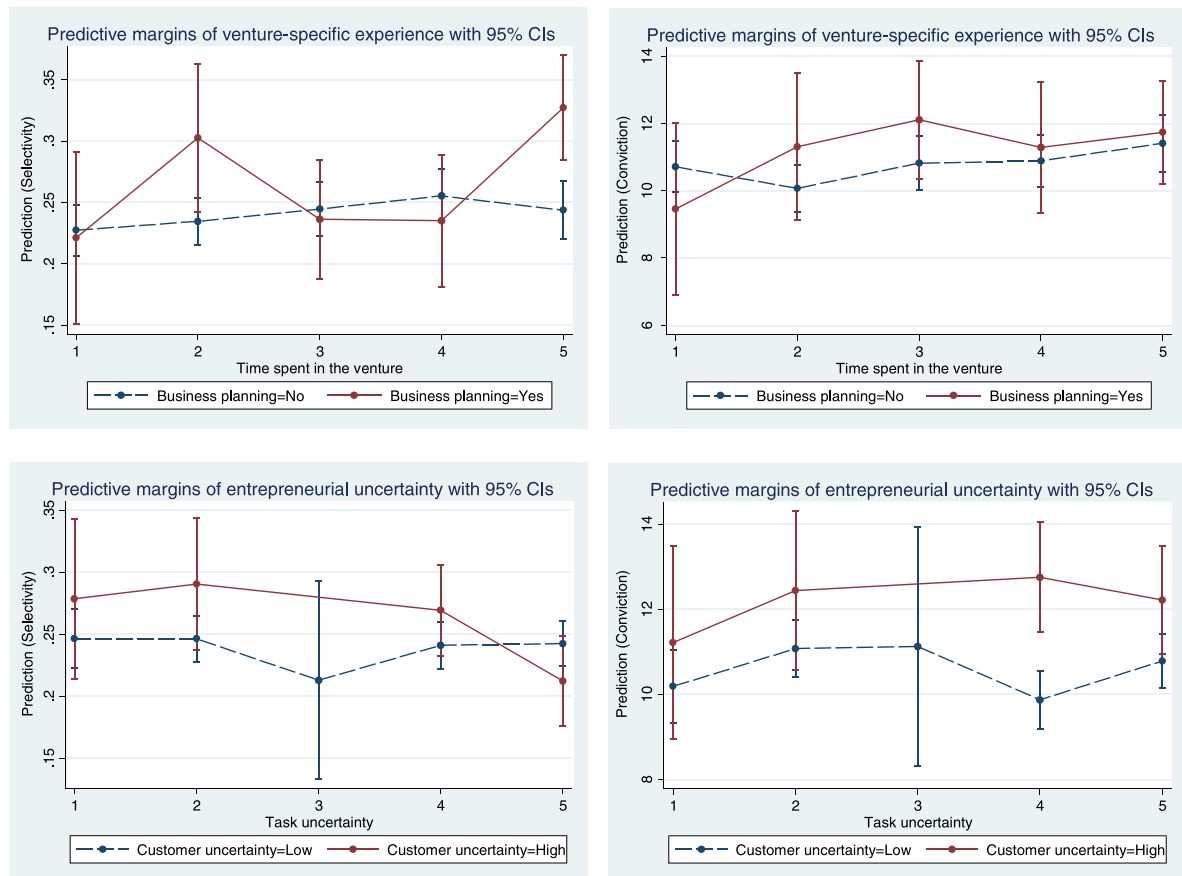 Predictive margins of venture-specific experience with 95% CIs
Prediction (Selectivity)
.35
.3
.25
.2
.15
1 2 3 4 5
Time spent in the venture
Business planning=No Business planning=Yes
Predictive margins of venture-specific experience with 95% CIs
Prediction (Conviction)
14
12
10
8
6
1 2 3 4 5
Time spent in the venture
Business planning=No Business planning=Yes
Predictive margins of entrepreneurial uncertainty with 95% CIs
Prediction (Selectivity)
.35
.3
.25
.2
.15
1 2 3 4 5
Task uncertainty
Customer uncertainty=Low Customer uncertainty=High
Predictive margins of entrepreneurial uncertainty with 95% CIs
Prediction (Conviction)
14
12
10
8
1 2 3 4 5
Task uncertainty
Customer uncertainty=Low Customer uncertainty=High